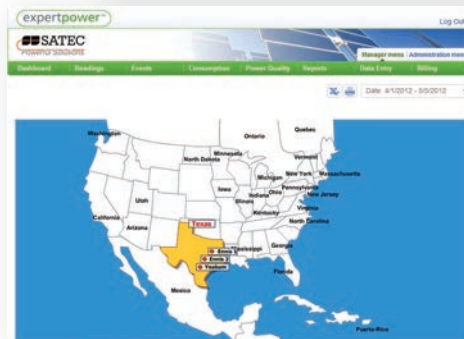 expertpower™
Log Out
SATEC
Powerful Solutions
Manager menu | Administration menu
Dashboard
Readings
Events
Consumption
Power Quality
Reports
Data Entry
Billing
Date: 4/1/2012 - 5/5/2012
Quebec
Ontario
Washington
Minnesota
North Dakota
Vermont
Michigan
New York
Massachusetts
Iowa
Pennsylvania
Utah
Illinois
Indiana
Ohio
New Jersey
Kentucky
Virginia
California
North Carolina
Arizona
Texas
Mississippi
Georgia
Ennis
Ennis 2
Yoakum
Florida
Mexico
Puerto-Rico